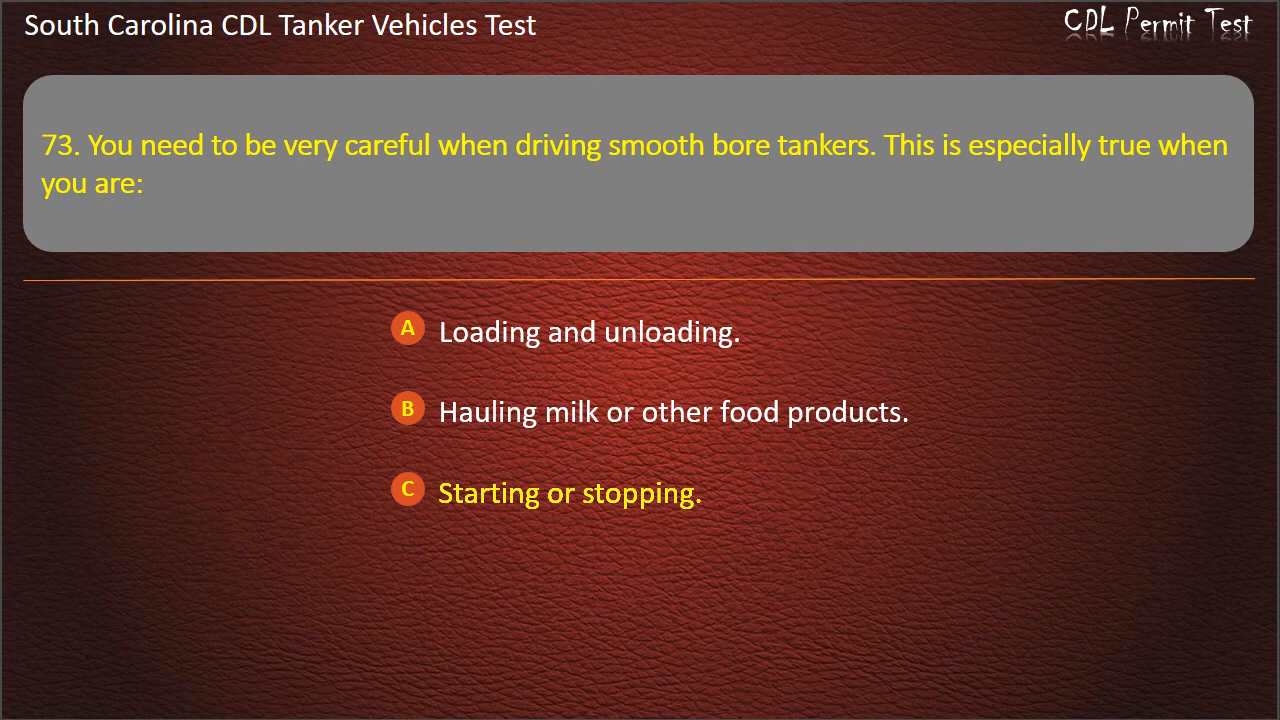 South Carolina CDL Tanker Vehicles Test
CDL Permit Test
73. You need to be very careful when driving smooth bore tankers. This is especially true when
you are:
A Loading and unloading.
B Hauling milk or other food products.
C Starting or stopping.